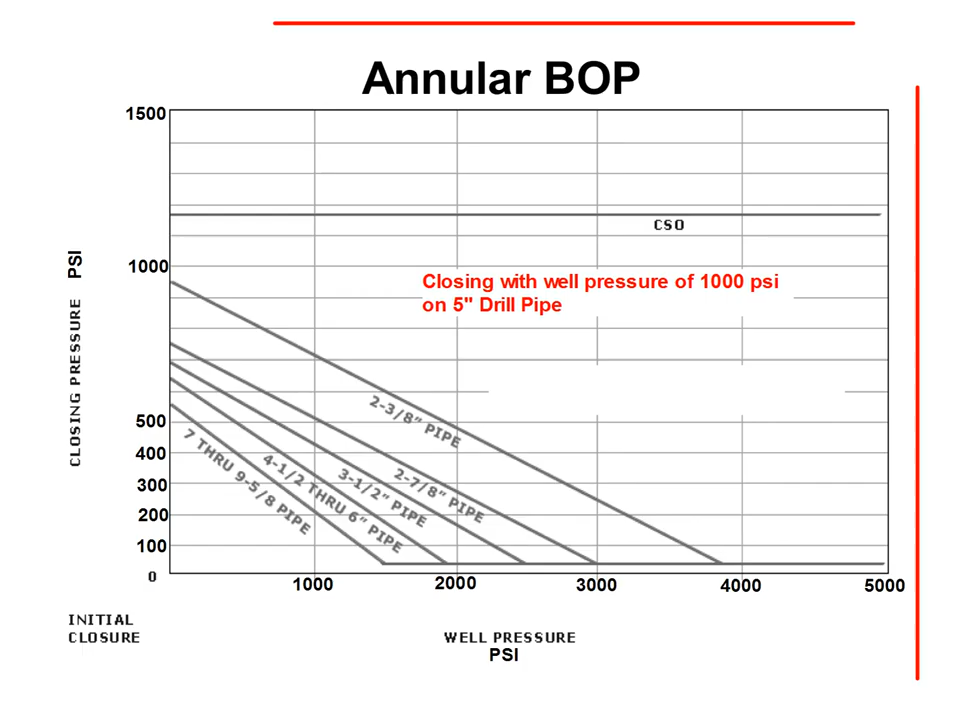 Annular BOP
1500
CSO
PSI
1000
Closing with well pressure of 1000 psi
on 5" Drill Pipe
CLOSING PRESSURE
2-3/8" PIPE
500
400
300
200
100
0
7 THRU 9-5/8 PIPE
4-1/2 THRU 6" PIPE
3-1/2" PIPE
2-7/8" PIPE
1000
2000
3000
4000
5000
INITIAL
CLOSURE
WELL PRESSURE
PSI